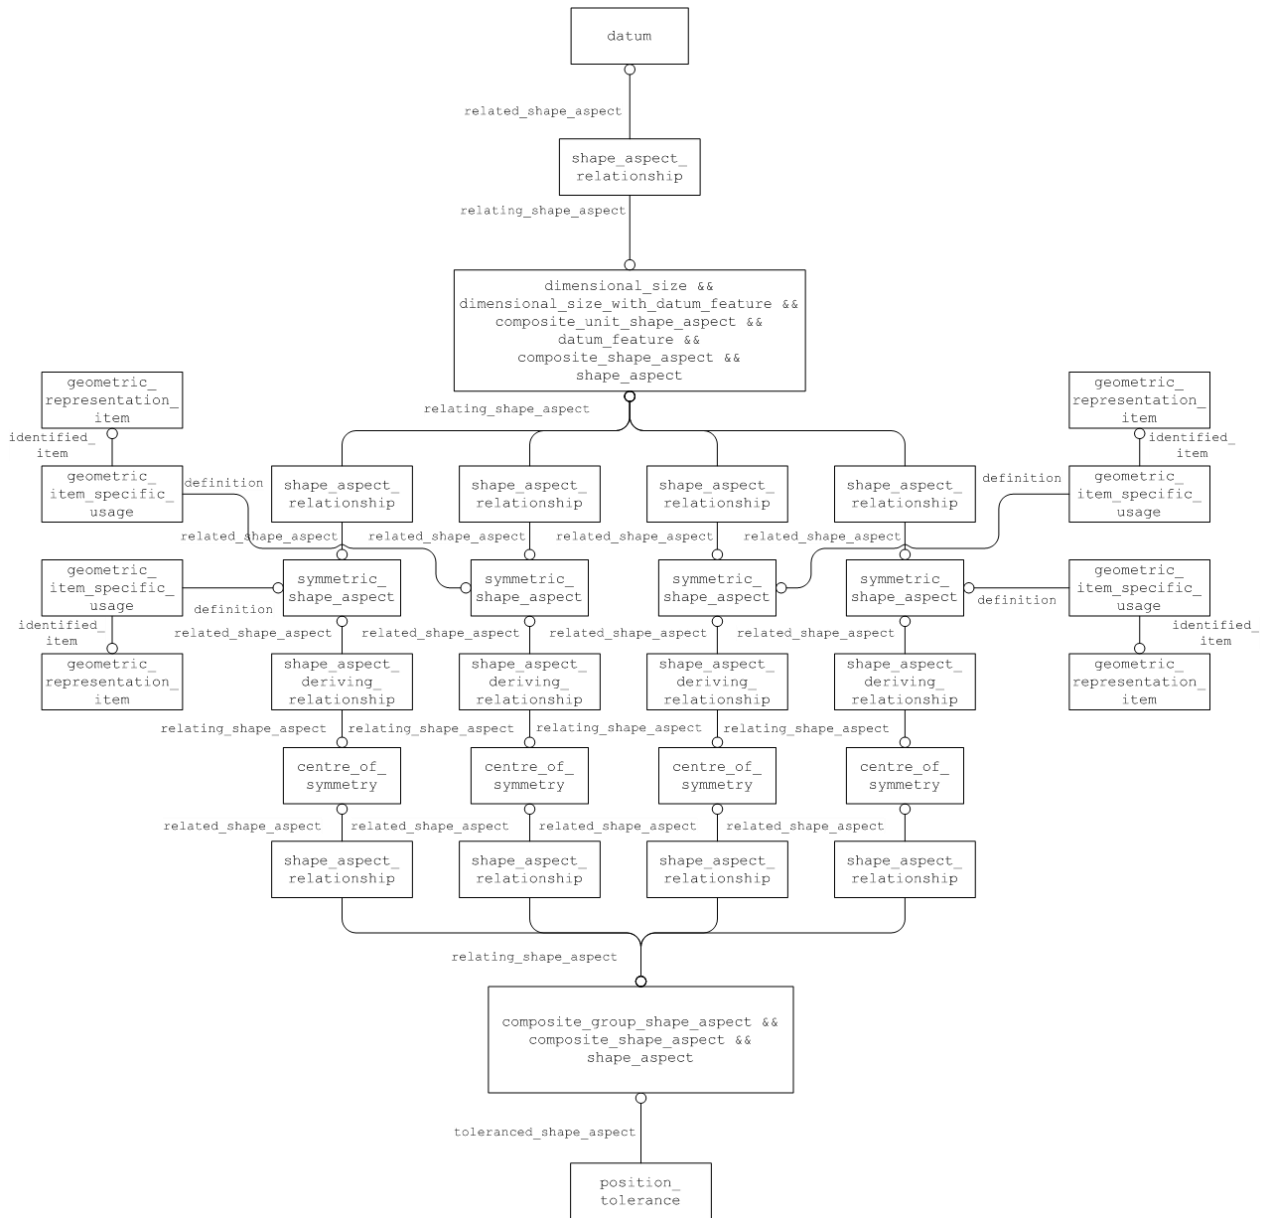 datum
related_shape_aspect
shape_aspect_
relationship
relating_shape_aspect
dimensional_size &&
dimensional_size_with_datum_feature &&
composite_unit_shape_aspect &&
datum_feature &&
composite_shape_aspect &&
shape_aspect
relating_shape_aspect
geometric_
representation_
item
geometric_
representation_
item
identified_
item
identified_
item
geometric_
item_specific_
usage
definition
shape_aspect_
relationship
shape_aspect_
relationship
shape_aspect_
relationship
shape_aspect_
relationship
definition
geometric_
item_specific_
usage
related_shape_aspect
related_shape_aspect
related_shape_aspect
related_shape_aspect
geometric_
item_specific_
usage
definition
symmetric_
shape_aspect
symmetric_
shape_aspect
symmetric_
shape_aspect
symmetric_
shape_aspect
definition
geometric_
item_specific_
usage
identified_
item
identified_
item
related_shape_aspect
related_shape_aspect
related_shape_aspect
related_shape_aspect
geometric_
representation_
item
shape_aspect_
deriving_
relationship
shape_aspect_
deriving_
relationship
shape_aspect_
deriving_
relationship
shape_aspect_
deriving_
relationship
geometric_
representation_
item
relating_shape_aspect
relating_shape_aspect
relating_shape_aspect
relating_shape_aspect
centre_of_
symmetry
centre_of_
symmetry
centre_of_
symmetry
centre_of_
symmetry
related_shape_aspect
related_shape_aspect
related_shape_aspect
related_shape_aspect
shape_aspect_
relationship
shape_aspect_
relationship
shape_aspect_
relationship
shape_aspect_
relationship
relating_shape_aspect
composite_group_shape_aspect &&
composite_shape_aspect &&
shape_aspect
toleranced_shape_aspect
position_
tolerance